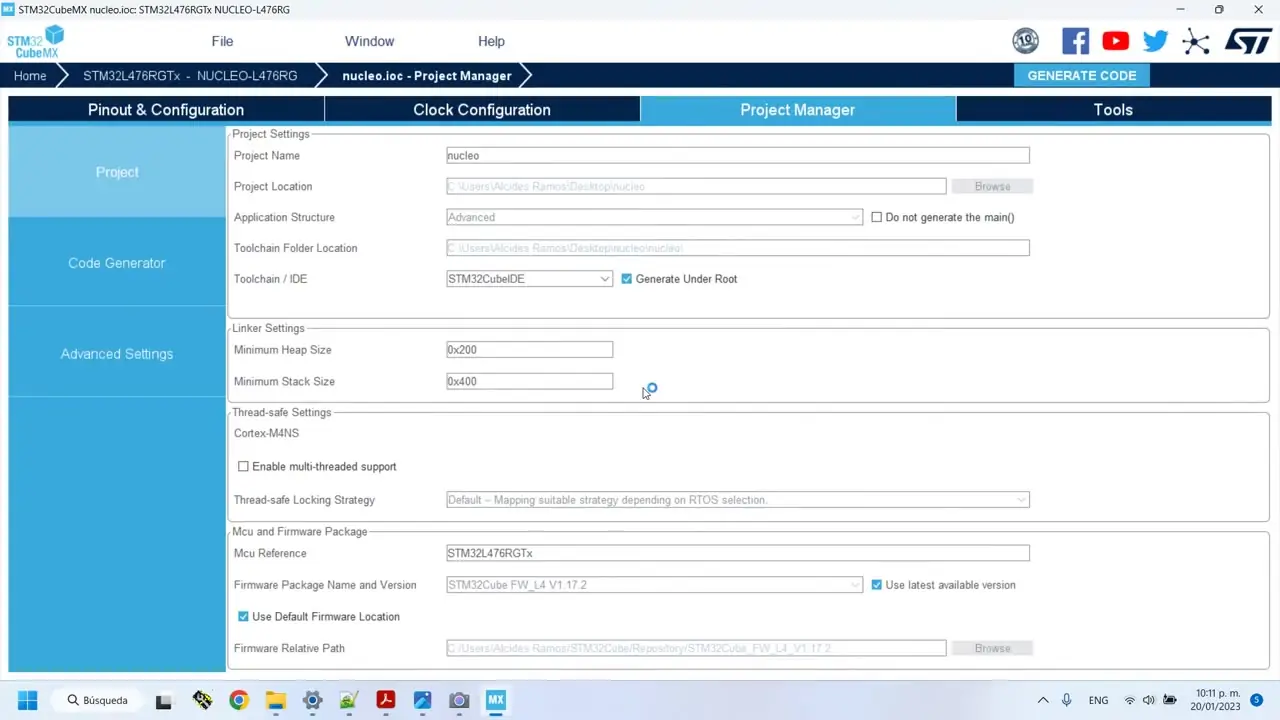 MX STM32CubeMX nucleo.ioc: STM32L476RGTx NUCLEO-L476RG
STM32 CubeMX
File Window Help
10
Home STM32L476RGTx - NUCLEO-L476RG nucleo.ioc - Project Manager GENERATE CODE
Pinout & Configuration Clock Configuration Project Manager Tools
Project
Code Generator
Advanced Settings
Project Settings
Project Name nucleo
Project Location C:\Users\Alcides Ramos\Desktop\nucleo Browse
Application Structure Advanced Do not generate the main()
Toolchain Folder Location C:\Users\Alcides Ramos\Desktop\nucleo\nucleo\
Toolchain / IDE STM32CubeIDE Generate Under Root
Linker Settings
Minimum Heap Size 0x200
Minimum Stack Size 0x400
Thread-safe Settings
Cortex-M4NS
Enable multi-threaded support
Thread-safe Locking Strategy Default – Mapping suitable strategy depending on RTOS selection.
Mcu and Firmware Package
Mcu Reference STM32L476RGTx
Firmware Package Name and Version STM32Cube FW_L4 V1.17.2 Use latest available version
Use Default Firmware Location
Firmware Relative Path C:/Users/Alcides Ramos/STM32Cube/Repository/STM32Cube_FW_L4_V1.17.2 Browse
Búsqueda MX ENG 10:11 p. m. 5
20/01/2023